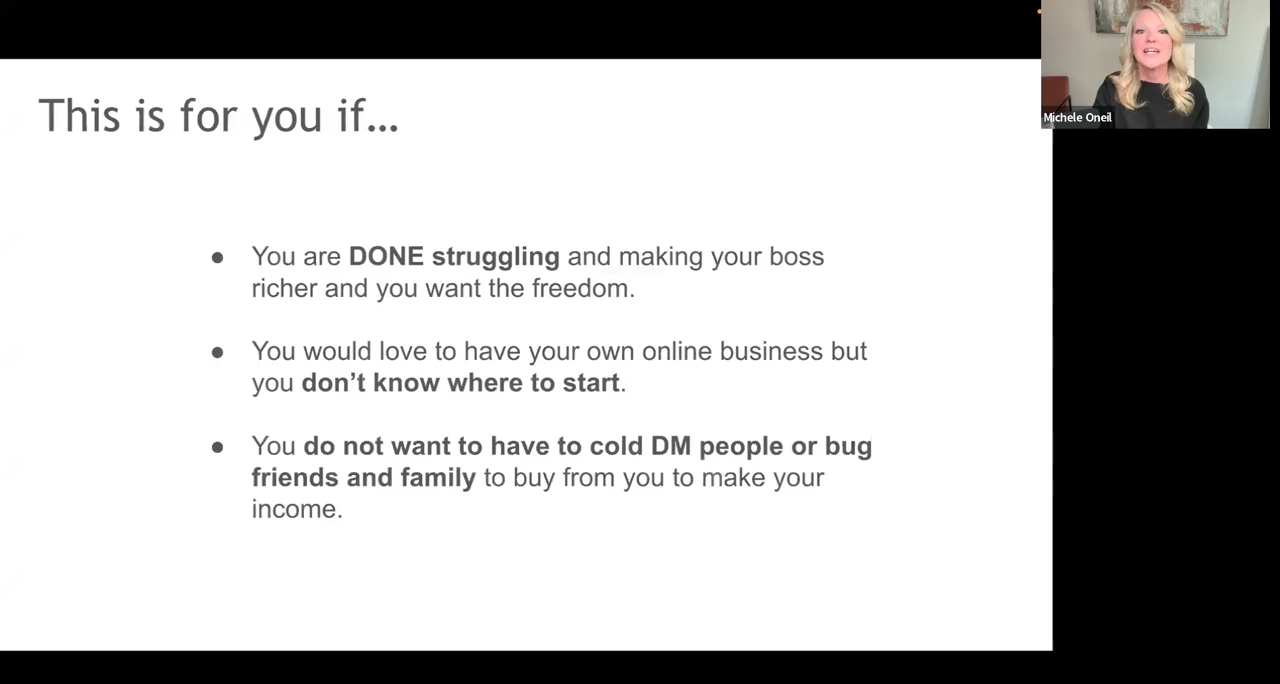 This is for you if...
● You are DONE struggling and making your boss
richer and you want the freedom.
● You would love to have your own online business but
you don’t know where to start.
● You do not want to have to cold DM people or bug
friends and family to buy from you to make your
income.
Michele Oneil